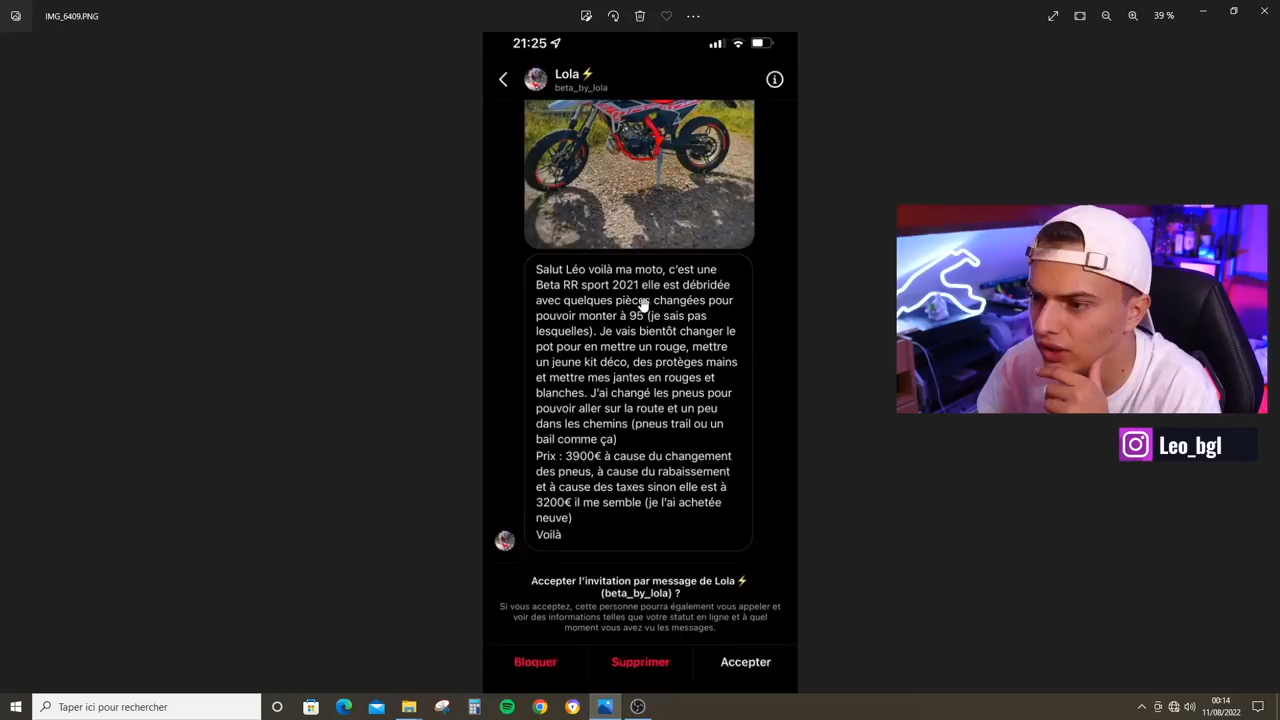 IMG_6409.PNG
39 %
21:25
Lola⚡
beta_by_lola
Salut Léo voilà ma moto, c’est une
Beta RR sport 2021 elle est débridée
avec quelques pièces changées pour
pouvoir monter à 95 (je sais pas
lesquelles). Je vais bientôt changer le
pot pour en mettre un rouge, mettre
un jeune kit déco, des protèges mains
et mettre mes jantes en rouges et
blanches. J’ai changé les pneus pour
pouvoir aller sur la route et un peu
dans les chemins (pneus trail ou un
bail comme ça)
Prix : 3900€ à cause du changement
des pneus, à cause du rabaissement
et à cause des taxes sinon elle est à
3200€ il me semble (je l’ai achetée
neuve)
Voilà
Accepter l’invitation par message de Lola⚡
(beta_by_lola) ?
Si vous acceptez, cette personne pourra également vous appeler et
voir des informations telles que votre statut en ligne et à quel
moment vous avez vu les messages.
Bloquer
Supprimer
Accepter
Leo_bgl
Taper ici pour rechercher
00:14
11/08/2022